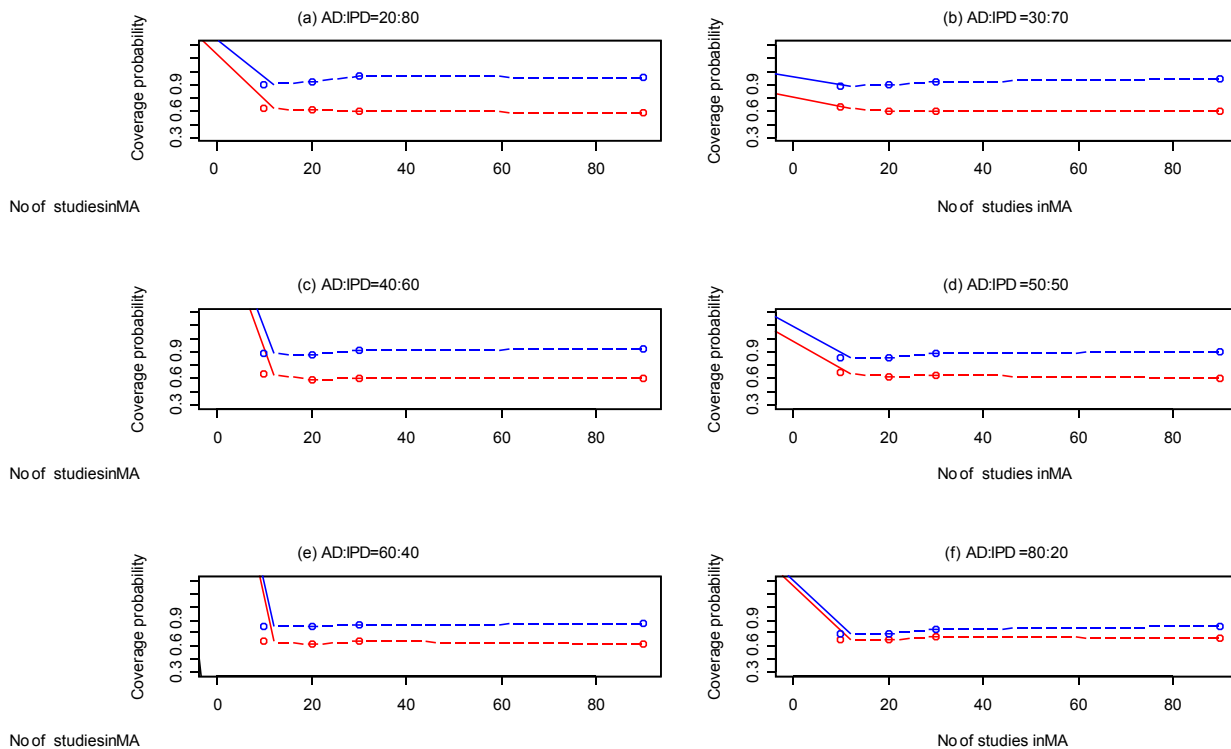 (a) AD:IPD=20:80
Coverage probability
0.3 0.6 0.9
0 20 40 60 80
No of studiesinMA
(b) AD:IPD=30:70
Coverage probability
0.3 0.6 0.9
0 20 40 60 80
No of studies inMA
(c) AD:IPD=40:60
Coverage probability
0.3 0.6 0.9
0 20 40 60 80
No of studiesinMA
(d) AD:IPD=50:50
Coverage probability
0.3 0.6 0.9
0 20 40 60 80
No of studies inMA
(e) AD:IPD=60:40
Coverage probability
0.3 0.6 0.9
0 20 40 60 80
No of studiesinMA
(f) AD:IPD=80:20
Coverage probability
0.3 0.6 0.9
0 20 40 60 80
No of studies inMA